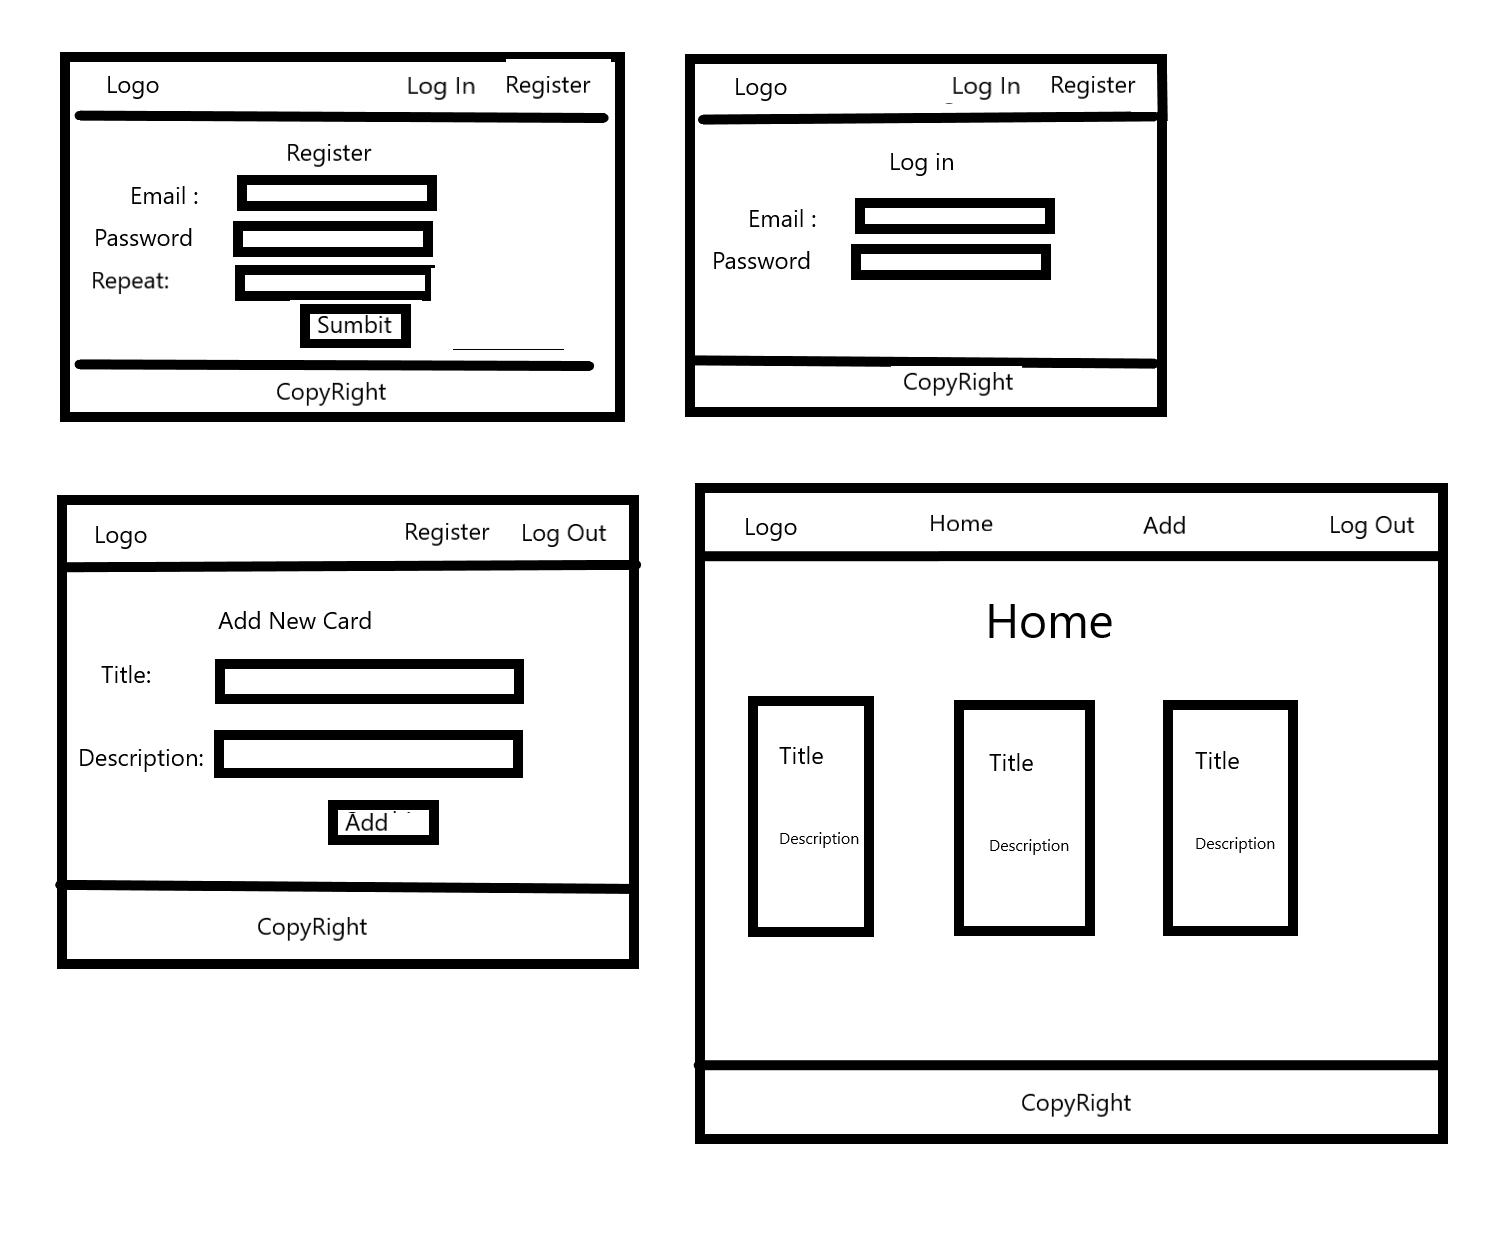 Logo Log In Register
Register
Email :
Password
Repeat:
Sumbit
CopyRight
Logo Log In Register
Log in
Email :
Password
CopyRight
Logo Register Log Out
Add New Card
Title:
Description:
Add
CopyRight
Logo Home Add Log Out
Home
Title Title Title
Description Description Description
CopyRight